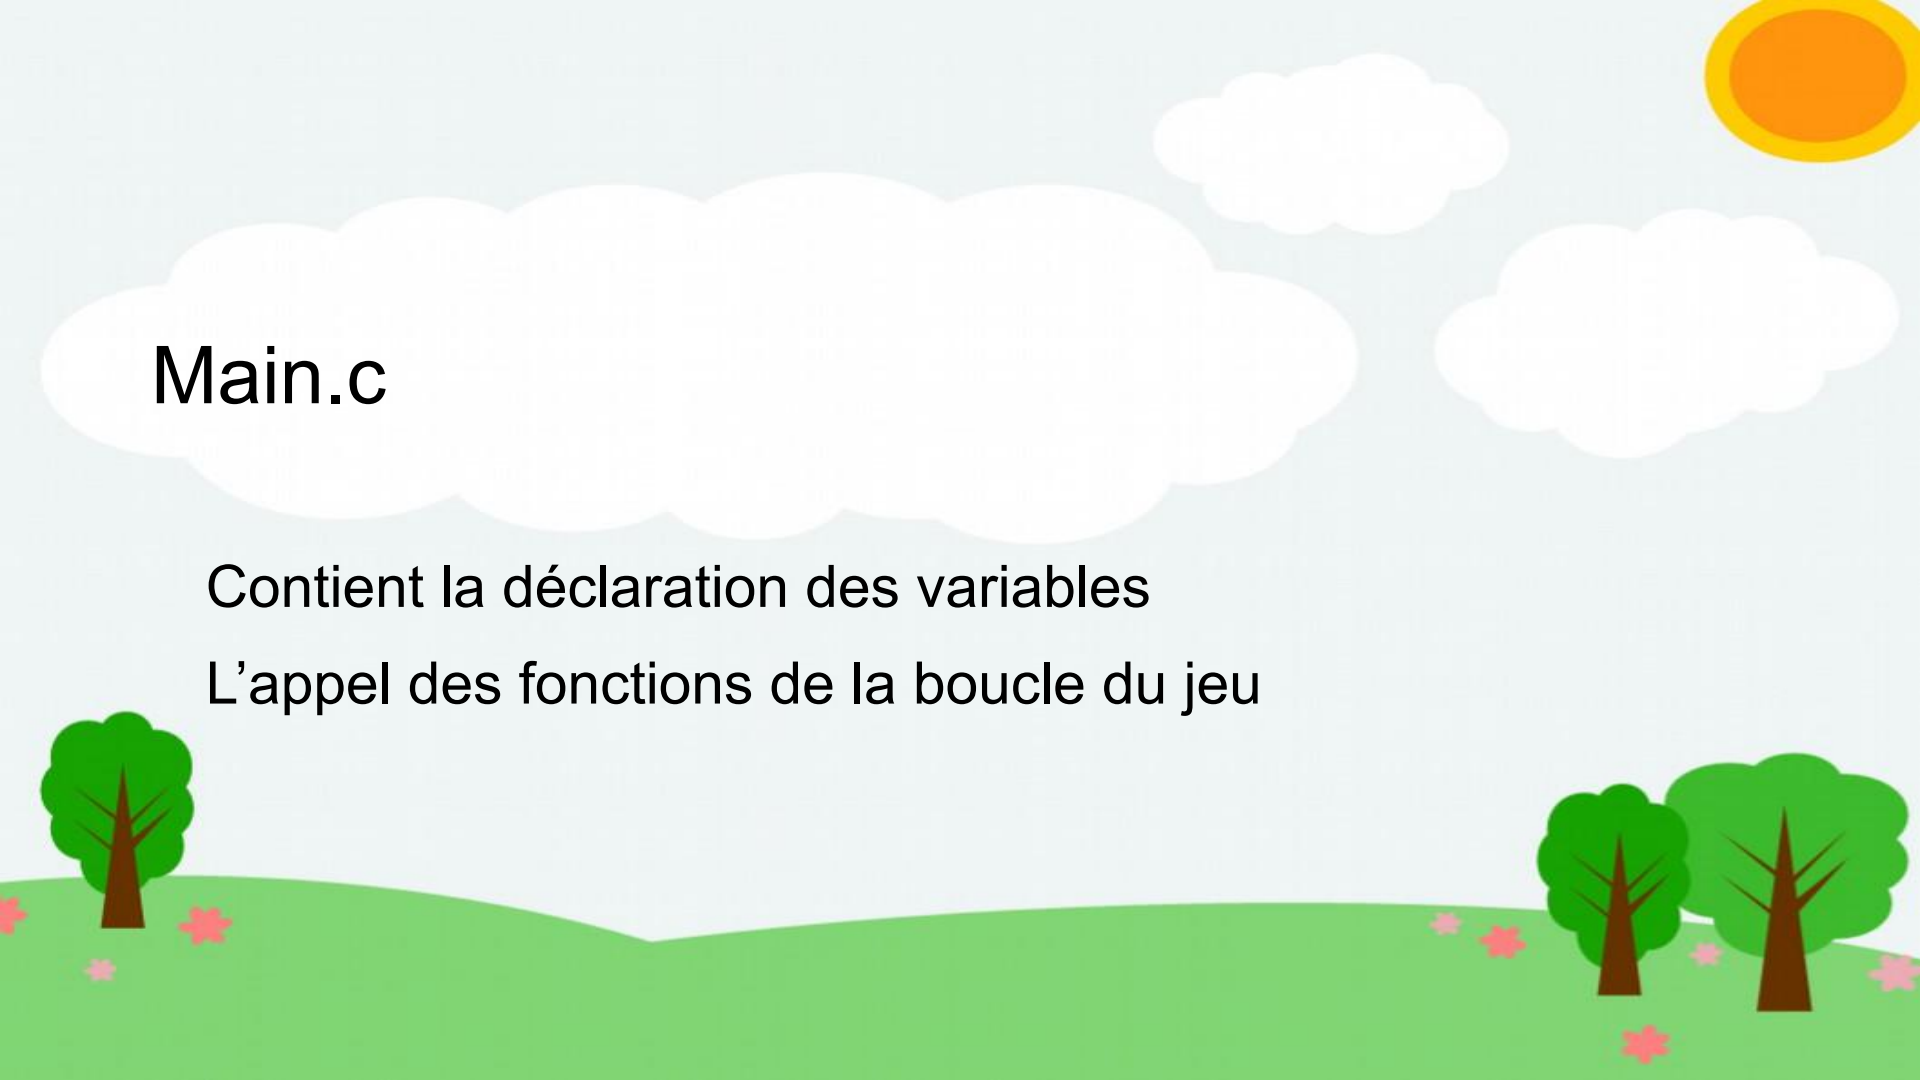 Main.c
Contient la déclaration des variables
L’appel des fonctions de la boucle du jeu